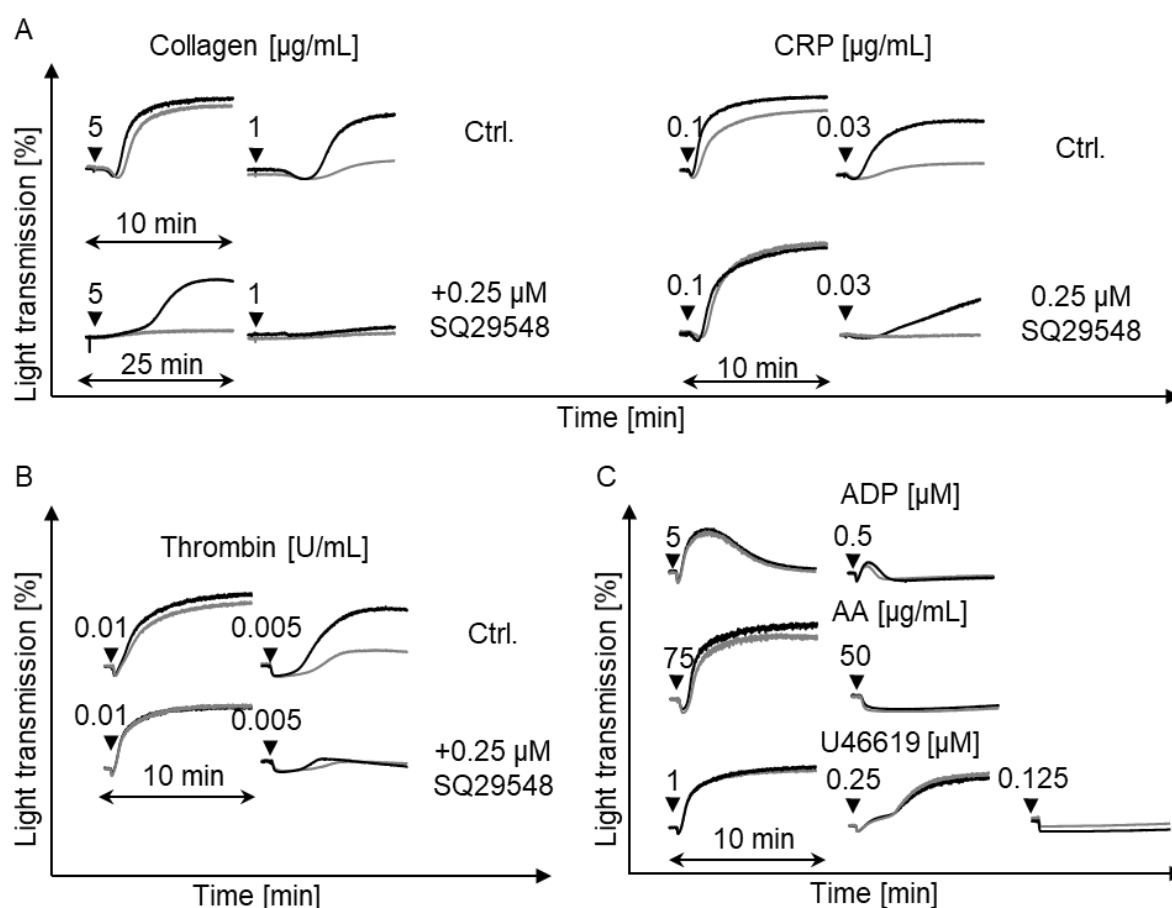 A
Collagen [µg/mL]
CRP [µg/mL]
Light transmission [%]
5
1
Ctrl.
0.1
0.03
Ctrl.
10 min
5
1
+0.25 µM
SQ29548
0.1
0.03
0.25 µM
SQ29548
25 min
10 min
Time [min]
B
Thrombin [U/mL]
Light transmission [%]
0.01
0.005
Ctrl.
0.01
0.005
+0.25 µM
SQ29548
10 min
Time [min]
C
ADP [µM]
Light transmission [%]
5
0.5
AA [µg/mL]
75
50
U46619 [µM]
1
0.25
0.125
10 min
Time [min]